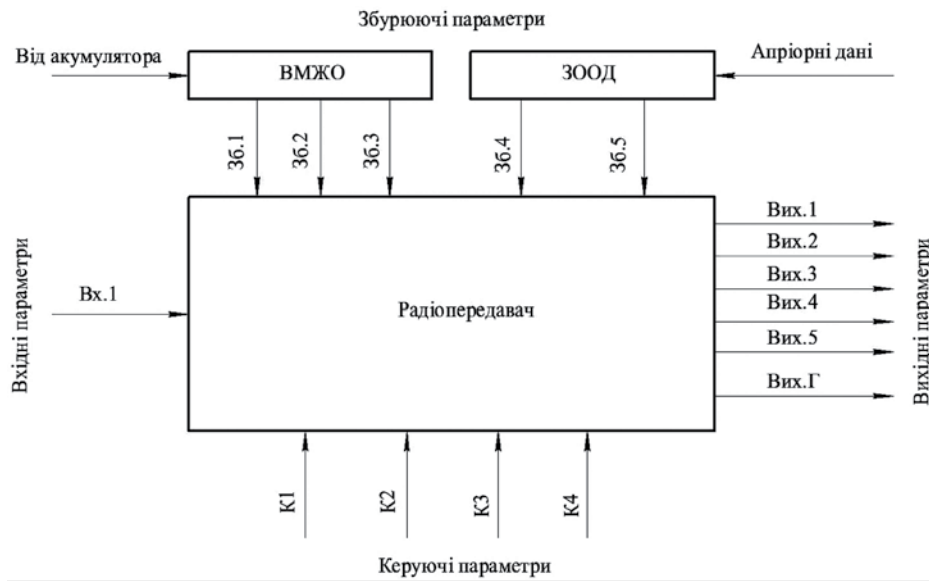 Збурюючі параметри
Від акумулятора
ВМЖО
ЗООД
Апріорні дані
Зб.1
Зб.2
Зб.3
Зб.4
Зб.5
Вхідні параметри
Вх.1
Радіопередавач
Вих.1
Вих.2
Вих.3
Вих.4
Вих.5
Вих.Г
Вихідні параметри
К1
К2
К3
К4
Керуючі параметри